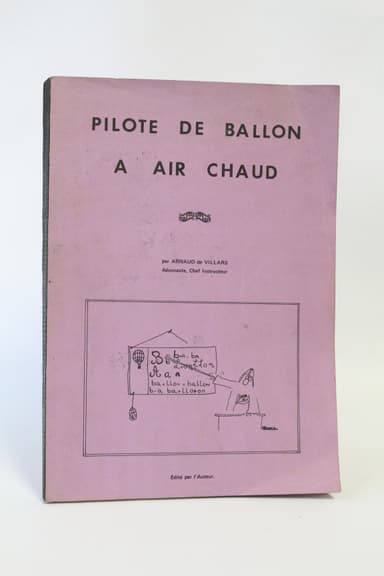 PILOTE DE BALLON
A AIR CHAUD
par ARNAUD de VILLARS
Aéronaute, Chef Instructeur
B ba. ba
A a a
ba + llon = ballon
Edité par l'Auteur.